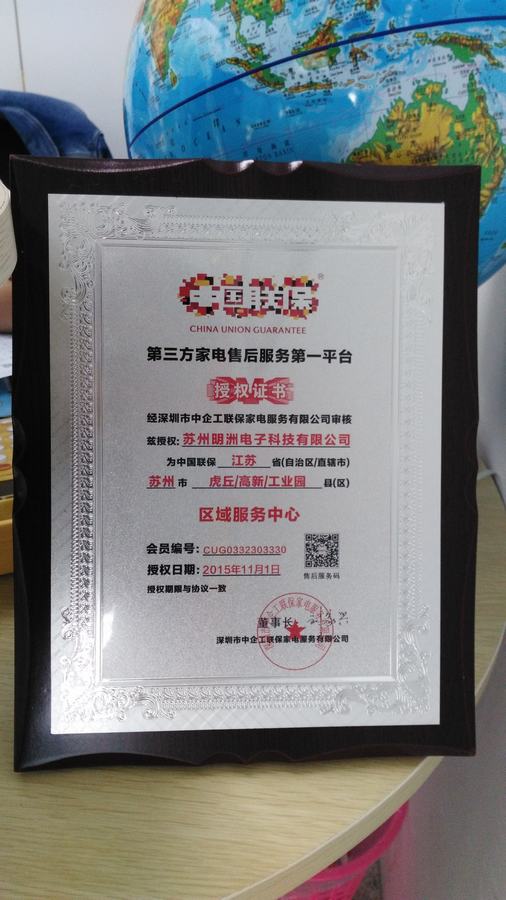 中国联保®
CHINA UNION GUARANTEE
第三方家电售后服务第一平台
授权证书
经深圳市中企工联保家电服务有限公司审核
兹授权:苏州明洲电子科技有限公司
为中国联保 江苏 省(自治区/直辖市)
苏州 市 虎丘/高新/工业园 县(区)
区域服务中心
会员编号: CUG0332303330
授权日期: 2015年11月1日
售后服务码
授权期限与协议一致
董事长
深圳市中企工联保家电服务有限公司